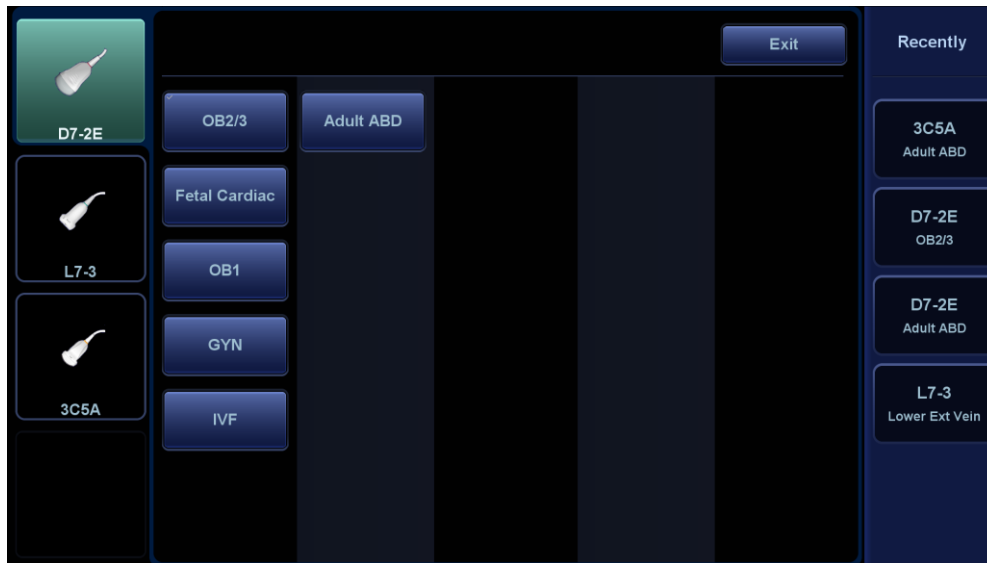 D7-2E
L7-3
3C5A
Exit
OB2/3
Adult ABD
Fetal Cardiac
OB1
GYN
IVF
Recently
3C5A
Adult ABD
D7-2E
OB2/3
D7-2E
Adult ABD
L7-3
Lower Ext Vein